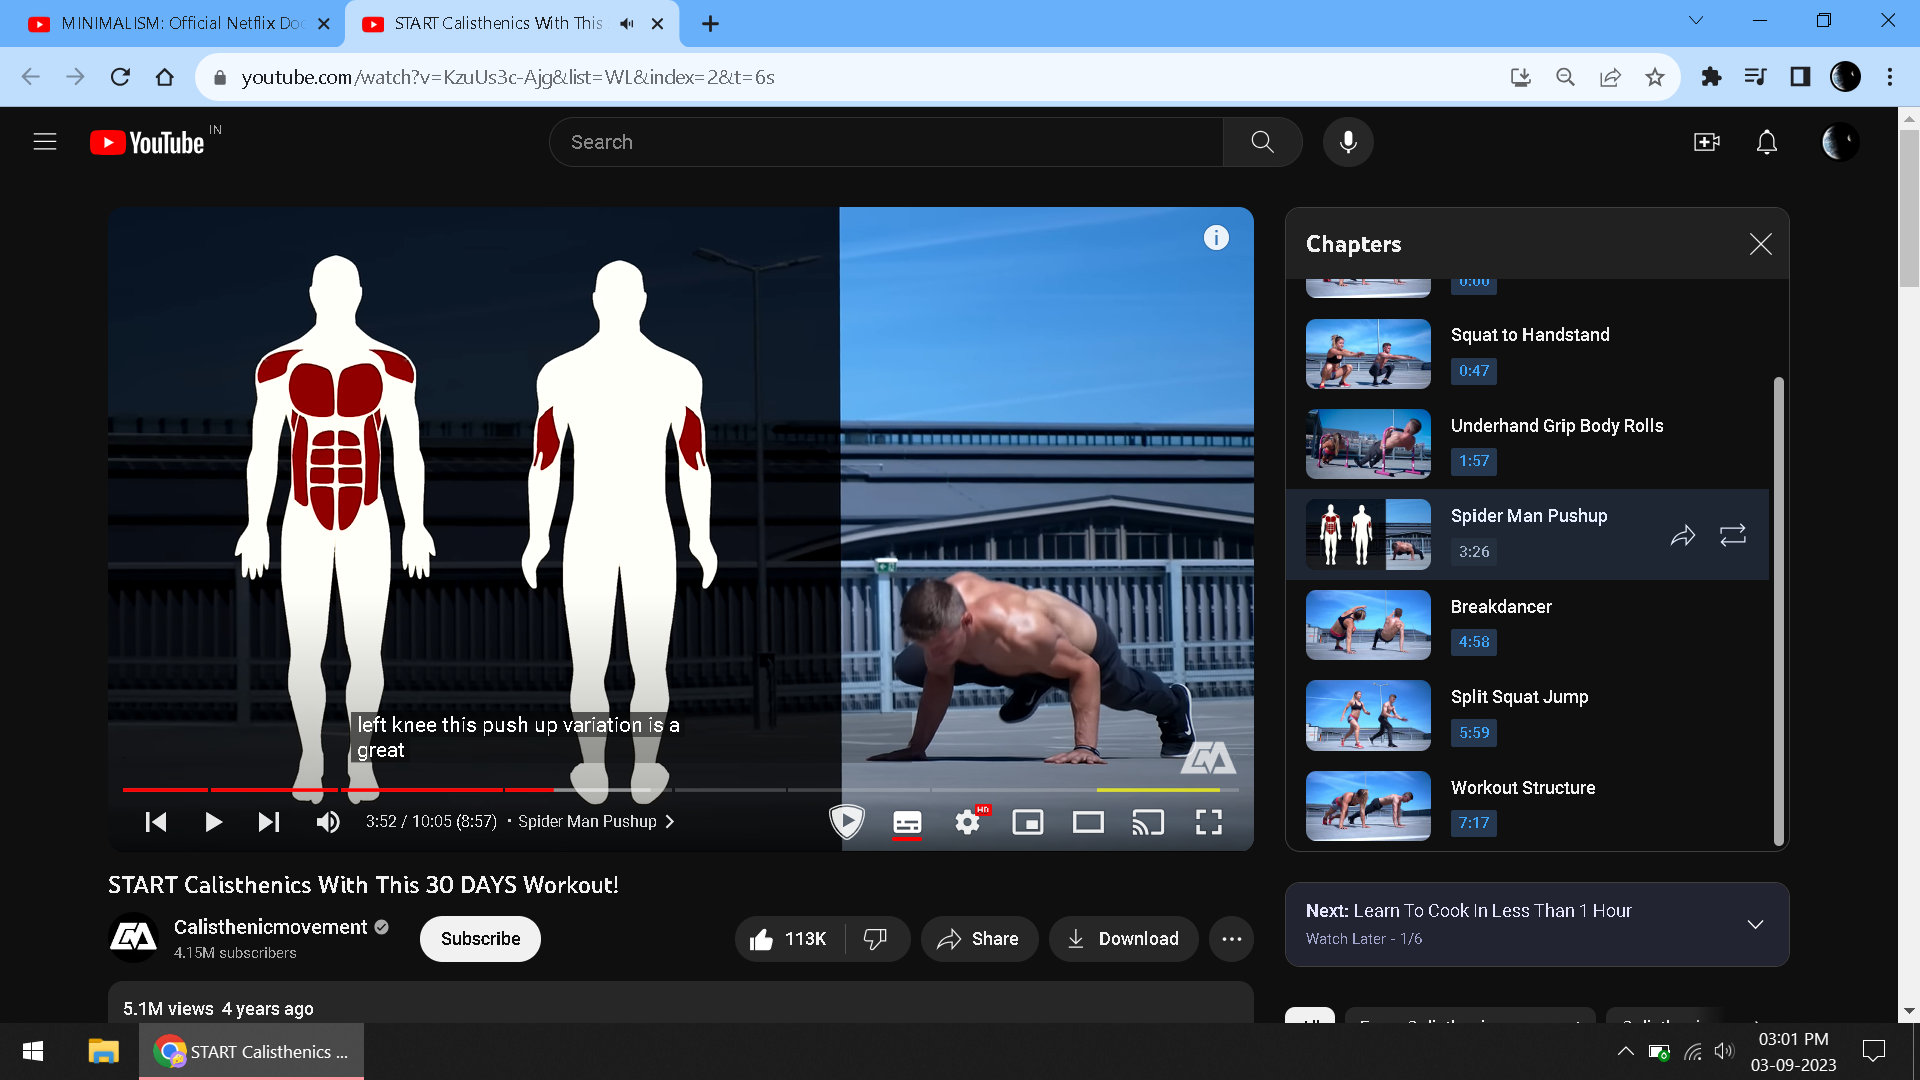 MINIMALISM: Official Netflix Doc
START Calisthenics With This
youtube.com/watch?v=KzuUs3c-Ajg&list=WL&index=2&t=6s
YouTube
IN
Search
Chapters
0:00
Squat to Handstand
0:47
Underhand Grip Body Rolls
1:57
Spider Man Pushup
3:26
Breakdancer
4:58
Split Squat Jump
5:59
Workout Structure
7:17
left knee this push up variation is a
great
3:52 / 10:05 (8:57) • Spider Man Pushup
HD
START Calisthenics With This 30 DAYS Workout!
Calisthenicmovement
4.15M subscribers
Subscribe
113K
Share
Download
Next: Learn To Cook In Less Than 1 Hour
Watch Later - 1/6
5.1M views 4 years ago
START Calisthenics ...
03:01 PM
03-09-2023